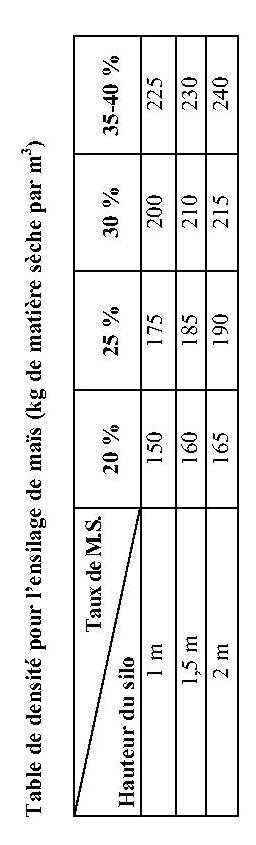 Table de densité pour l'ensilage de maïs (kg de matière sèche par m³)
Taux de M.S. 20 % 25 % 30 % 35-40 %
Hauteur du silo
1 m 150 175 200 225
1,5 m 160 185 210 230
2 m 165 190 215 240